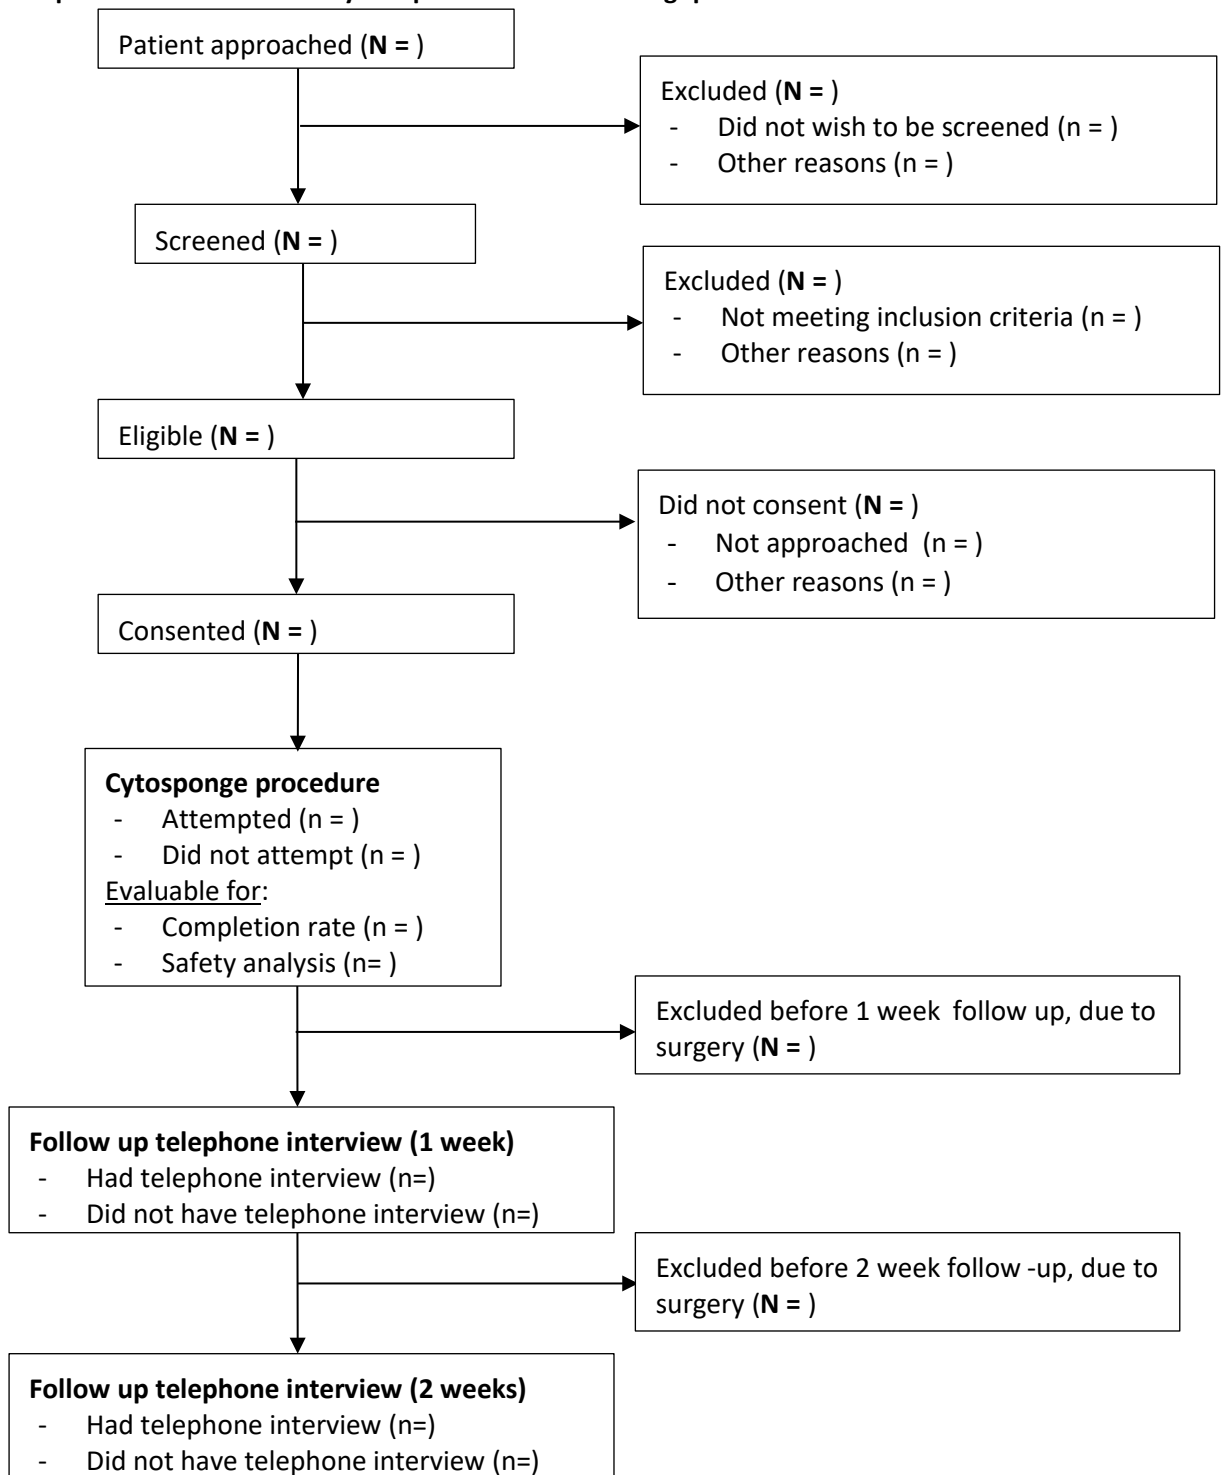 Patient approached (N = )
Excluded (N = )
- Did not wish to be screened (n = )
- Other reasons (n = )
Screened (N = )
Excluded (N = )
- Not meeting inclusion criteria (n = )
- Other reasons (n = )
Eligible (N = )
Did not consent (N = )
- Not approached (n = )
- Other reasons (n = )
Consented (N = )
Cytosponge procedure
- Attempted (n = )
- Did not attempt (n = )
Evaluable for:
- Completion rate (n = )
- Safety analysis (n= )
Excluded before 1 week follow up, due to
surgery (N = )
Follow up telephone interview (1 week)
- Had telephone interview (n=)
- Did not have telephone interview (n=)
Excluded before 2 week follow -up, due to
surgery (N = )
Follow up telephone interview (2 weeks)
- Had telephone interview (n=)
- Did not have telephone interview (n=)